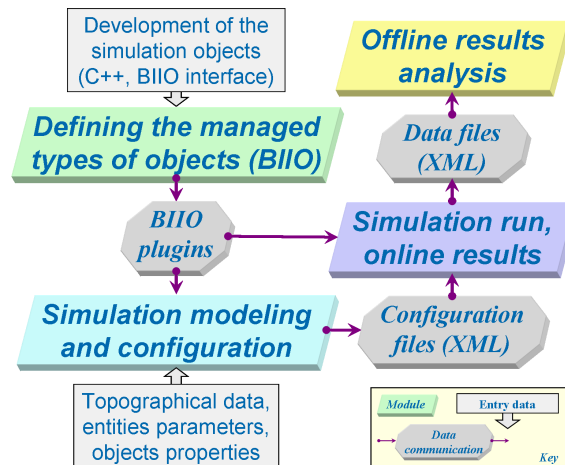 Development of the
simulation objects
(C++, BIIO interface)
Offline results
analysis
Defining the managed
types of objects (BIIO)
Data files
(XML)
BIIO
plugins
Simulation run,
online results
Simulation modeling
and configuration
Configuration
files (XML)
Topographical data,
entities parameters,
objects properties
Module
Entry data
Data
communication
Key